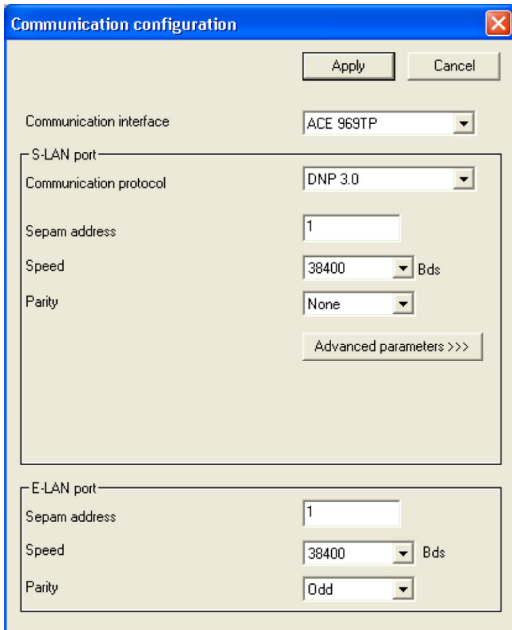 Communication configuration
Apply Cancel
Communication interface ACE 969TP
S-LAN port
Communication protocol DNP 3.0
Sepam address 1
Speed 38400 Bds
Parity None
Advanced parameters >>>
E-LAN port
Sepam address 1
Speed 38400 Bds
Parity Odd